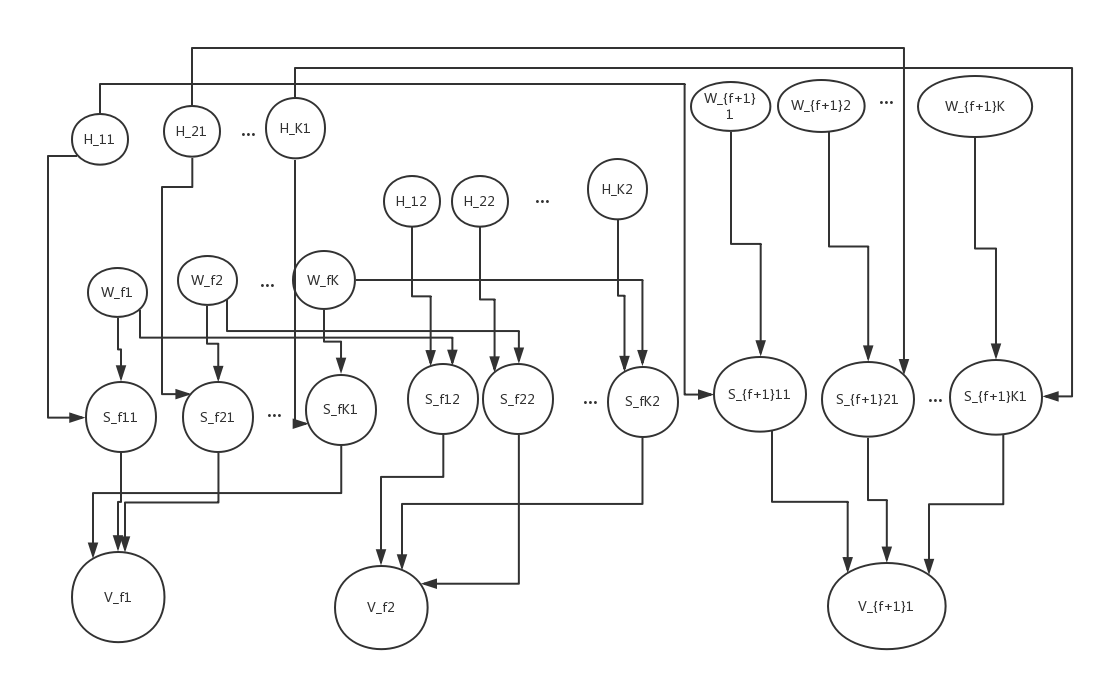 W_{f+1}
1
W_{f+1}2
...
W_{f+1}K
H_11
H_21
...
H_K1
H_12
H_22
...
H_K2
W_f1
W_f2
...
W_fK
S_f11
S_f21
...
S_fK1
S_f12
S_f22
...
S_fK2
S_{f+1}11
S_{f+1}21
...
S_{f+1}K1
V_f1
V_f2
V_{f+1}1